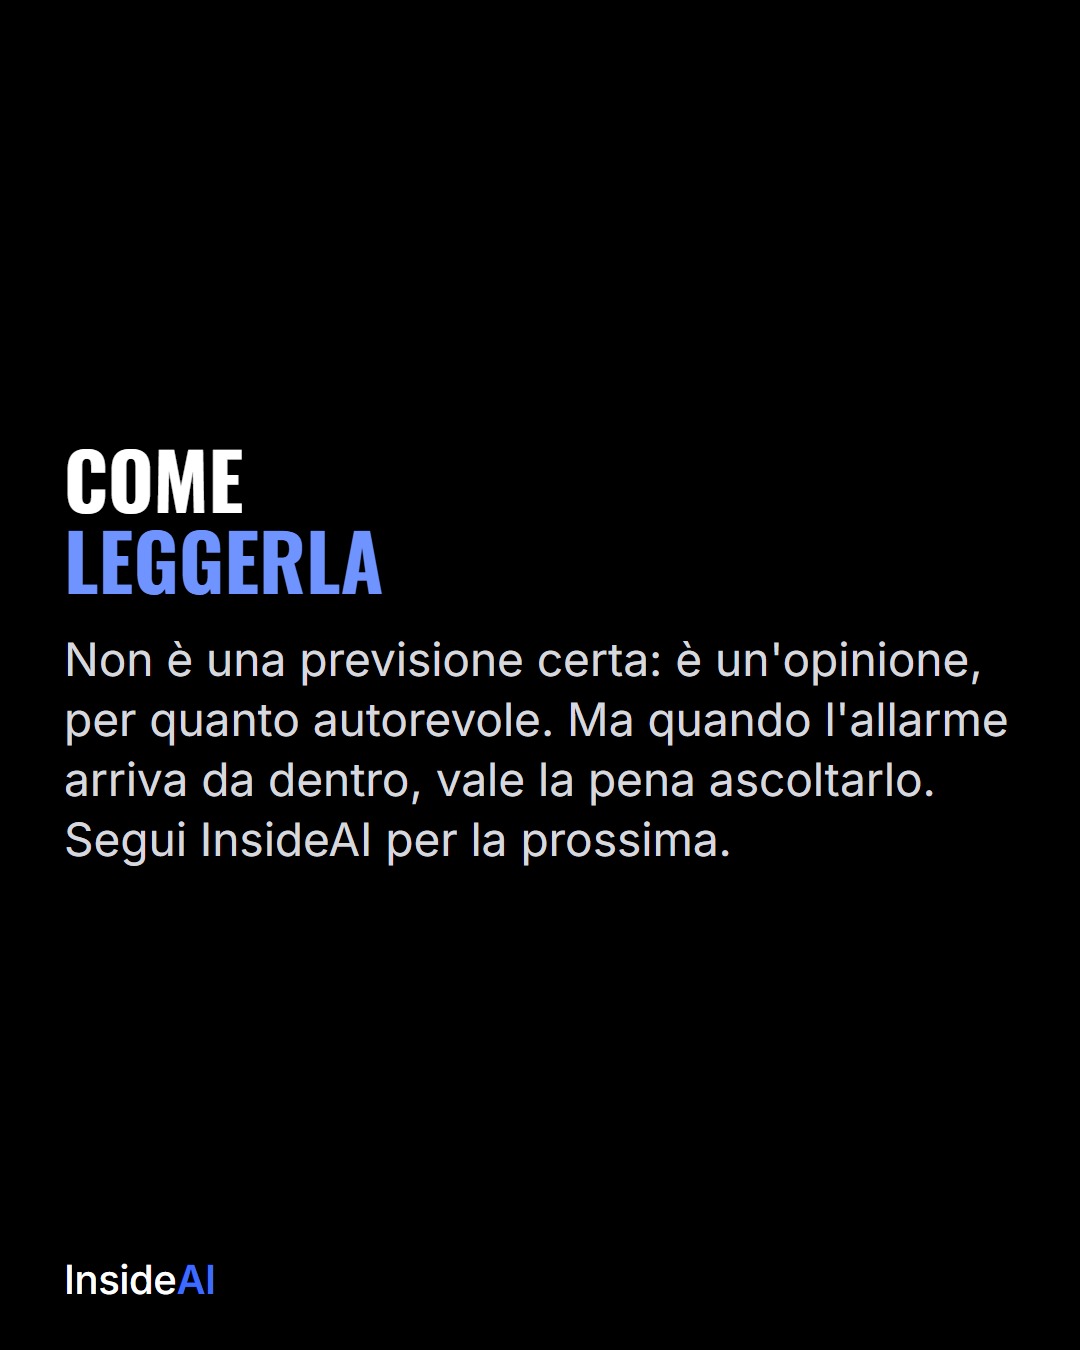 COME
LEGGERLA
Non è una previsione certa: è un'opinione,
per quanto autorevole. Ma quando l'allarme
arriva da dentro, vale la pena ascoltarlo.
Segui InsideAI per la prossima.
InsideAI